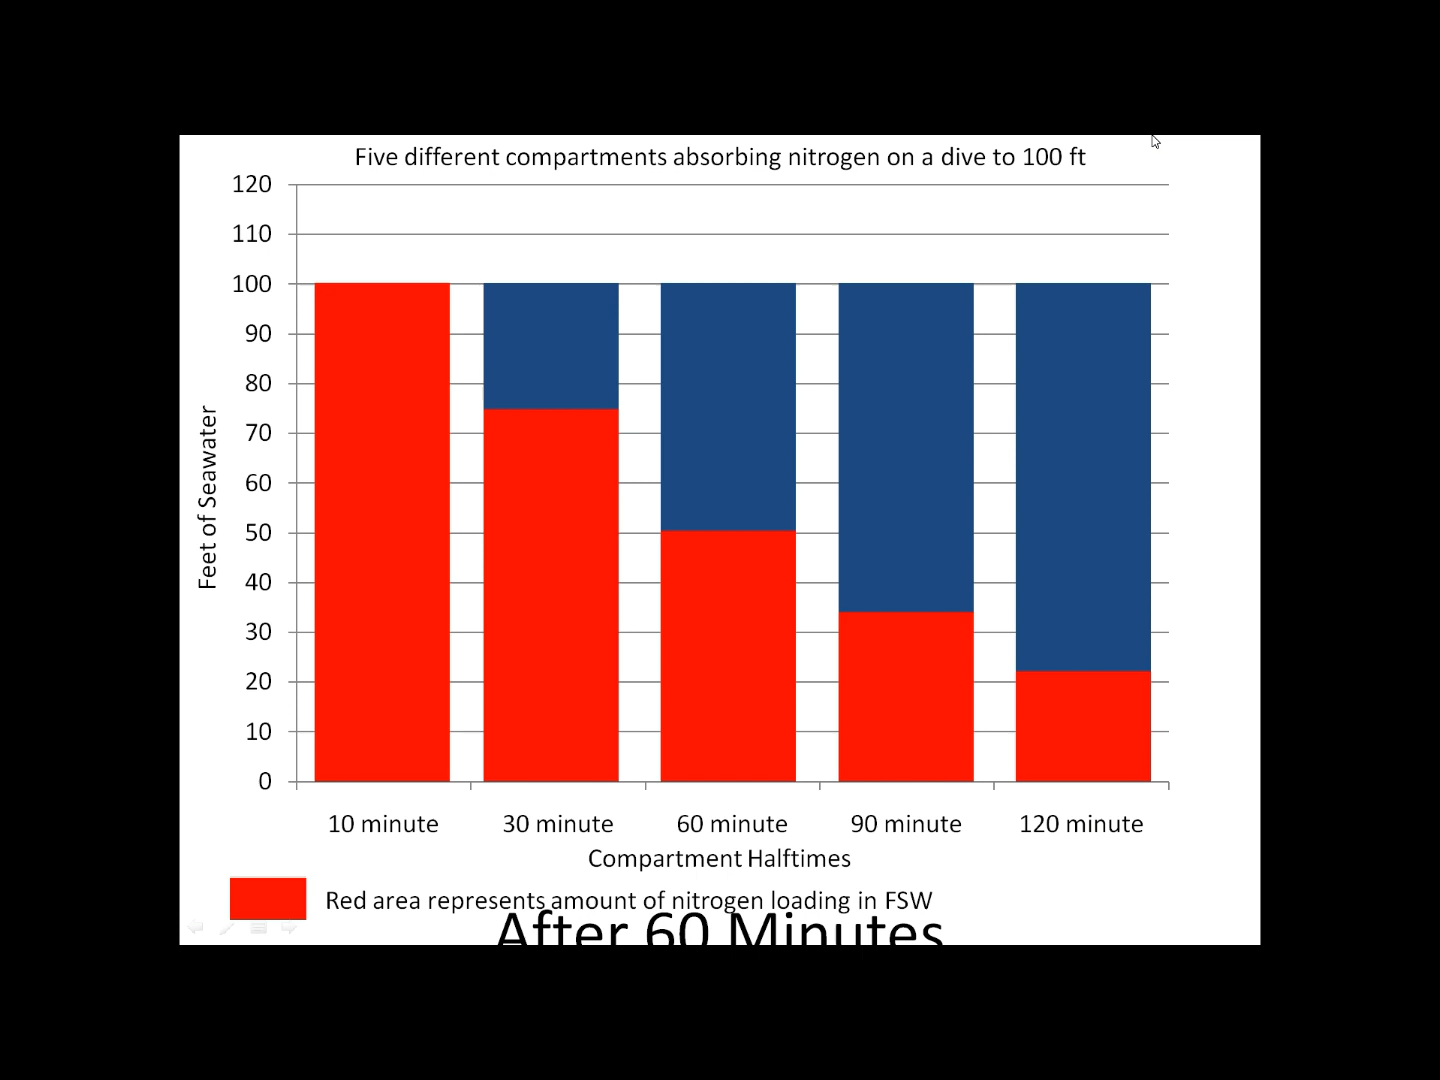 Five different compartments absorbing nitrogen on a dive to 100 ft
120
110
100
90
80
70
60
50
40
30
20
10
0
Feet of Seawater
10 minute 30 minute 60 minute 90 minute 120 minute
Compartment Halftimes
Red area represents amount of nitrogen loading in FSW
After 60 Minutes